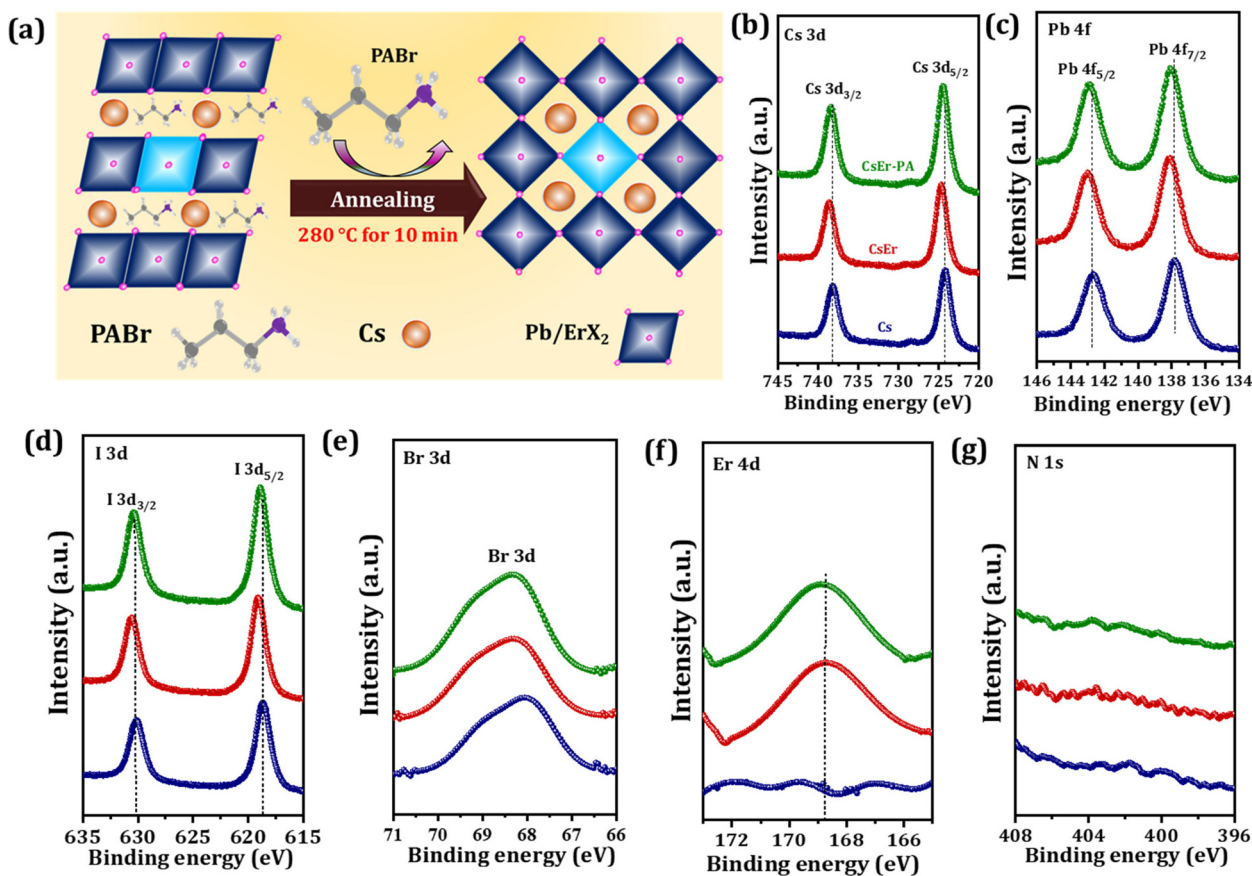 (a)
PABr
Annealing
280 °C for 10 min
PABr
Cs
Pb/ErX₂
(b)
Cs 3d
Cs 3d₃/₂
Cs 3d₅/₂
CsEr-PA
CsEr
Cs
Intensity (a.u.)
745 740 735 730 725 720
Binding energy (eV)
(c)
Pb 4f
Pb 4f₅/₂
Pb 4f₇/₂
Intensity (a.u.)
146 144 142 140 138 136 134
Binding energy (eV)
(d)
I 3d
I 3d₃/₂
I 3d₅/₂
Intensity (a.u.)
635 630 625 620 615
Binding energy (eV)
(e)
Br 3d
Br 3d
Intensity (a.u.)
71 70 69 68 67 66
Binding energy (eV)
(f)
Er 4d
Intensity (a.u.)
172 170 168 166
Binding energy (eV)
(g)
N 1s
Intensity (a.u.)
408 404 400 396
Binding energy (eV)